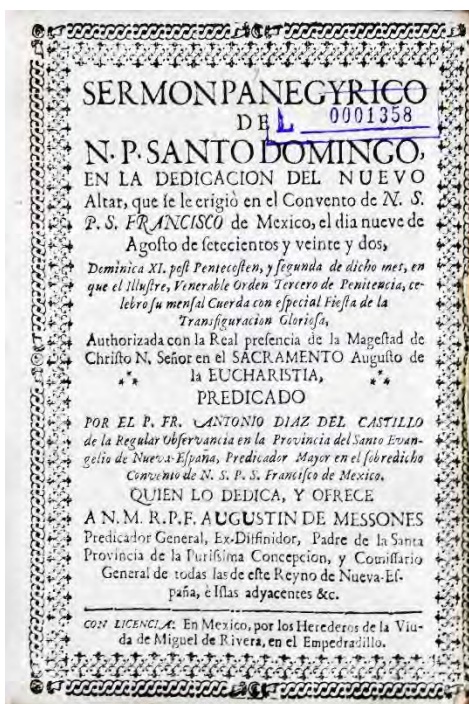 SERMON PANEGYRICO
DEL 0001358
N. P. SANTO DOMINGO,
EN LA DEDICACION DEL NUEVO
Altar, que ſe le erigiò en el Convento de N. S.
P. S. FRANCISCO de Mexico, el dia nueve de
Agoſto de ſetecientos y veinte y dos,
Dominica XI. poſt Pentecoſten, y ſegunda de dicho mes, en
que el Illuſtre, Venerable Orden Tercero de Penitencia, ce-
lebro ſu menſal Cuerda con eſpecial Fieſta de la
Transfiguracion Glorioſa,
Authorizada con la Real preſencia de la Mageſtad de
Chriſto N. Señor en el SACRAMENTO Auguſto de
la EUCHARISTIA,
PREDICADO
POR EL P. FR. ANTONIO DIAZ DEL CASTILLO
de la Regular Obſervancia en la Provincia del Santo Evan-
gelio de Nueva-Eſpaña, Predicador Mayor en el ſobredicho
Convento de N. S. P. S. Franciſco de Mexico.
QUIEN LO DEDICA, Y OFRECE
A N. M. R. P. F. AUGUSTIN DE MESSONES
Predicador General, Ex-Diffinidor, Padre de la Santa
Provincia de la Puriſſima Concepcion, y Comiſſario
General de todas las de eſte Reyno de Nueva-Eſ-
paña, è Iſlas adyacentes &c.
CON LICENCIA: En Mexico, por los Herederos de la Viu-
da de Miguel de Rivera, en el Empedradillo.